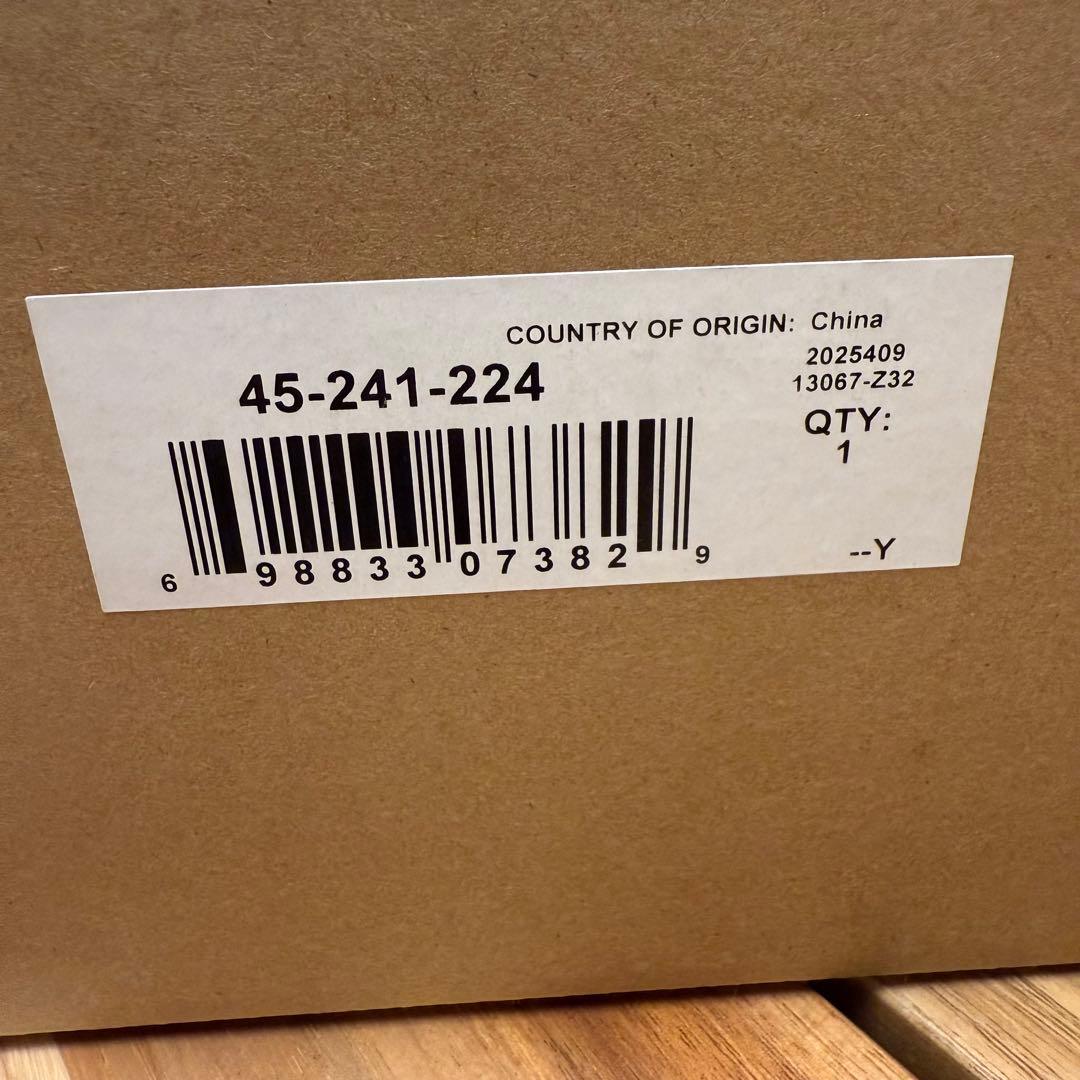 COUNTRY OF ORIGIN: China
2025409
13067-Z32
45-241-224
QTY:
1
6 98833 07382 9
--Y